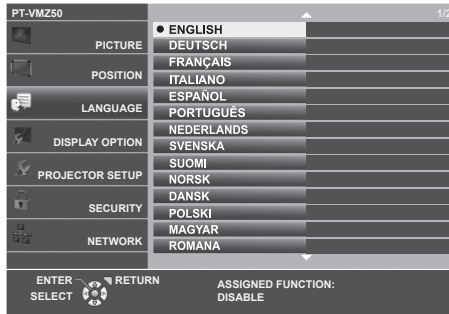 PT-VMZ50
1/2
PICTURE
POSITION
LANGUAGE
DISPLAY OPTION
PROJECTOR SETUP
SECURITY
NETWORK
ENGLISH
DEUTSCH
FRANÇAIS
ITALIANO
ESPAÑOL
PORTUGUÊS
NEDERLANDS
SVENSKA
SUOMI
NORSK
DANSK
POLSKI
MAGYAR
ROMANA
ENTER
RETURN
SELECT
ASSIGNED FUNCTION:
DISABLE